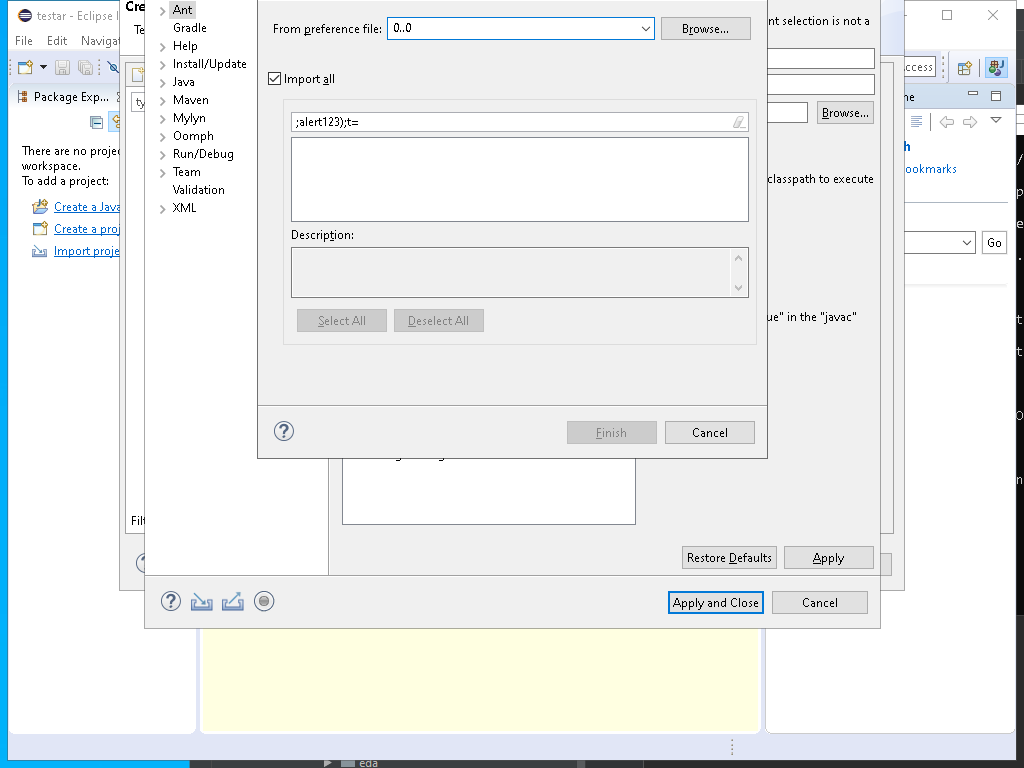 testar - Eclipse I
File Edit Navigat
Package Exp...
There are no projec
workspace.
To add a project:
Create a Java
Create a proj
Import proje
Cre
Te
ty
Filt
Ant
Gradle
Help
Install/Update
Java
Maven
Mylyn
Oomph
Run/Debug
Team
Validation
XML
From preference file: 0..0 Browse...
Import all
;alert123);t=
Description:
Select All Deselect All
Finish Cancel
nt selection is not a
Browse...
classpath to execute
ue" in the "javac"
Restore Defaults Apply
Apply and Close Cancel
ccess
ne
h
ookmarks
Go
eda